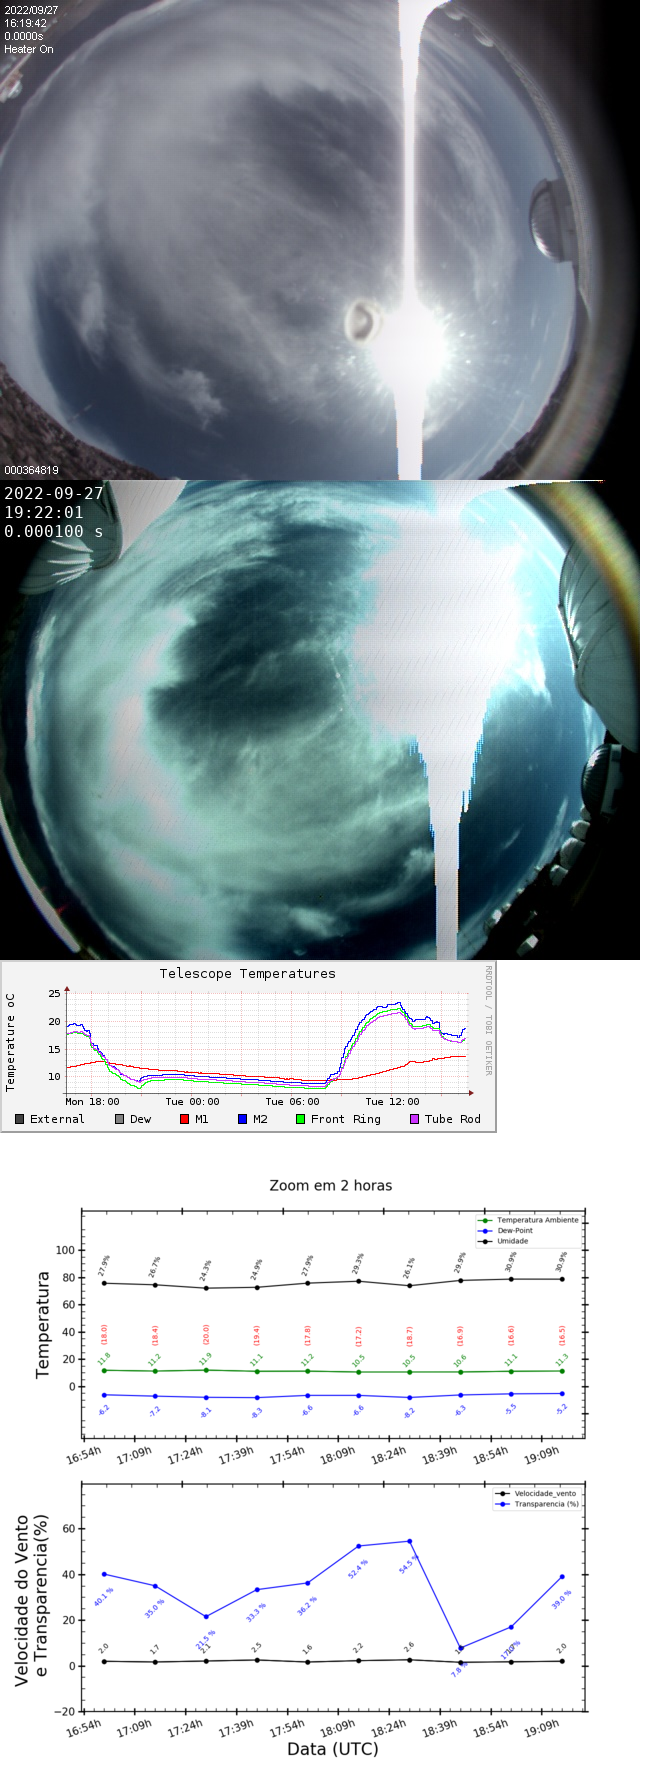 2022/09/27
16:19:42
0.0000s
Heater On
000364819
2022-09-27
19:22:01
0.000100 s
Telescope Temperatures
Temperature oC
25
20
15
10
Mon 18:00 Tue 00:00 Tue 06:00 Tue 12:00
External Dew M1 M2 Front Ring Tube Rod
RRDTOOL / TOBI OETIKER
Zoom em 2 horas
Temperatura Ambiente
Dew-Point
Umidade
Temperatura
100
80
60
40
20
0
27.9% 26.7% 24.3% 24.9% 27.9% 29.3% 26.1% 29.9% 30.9% 30.9%
(18.0) (18.4) (20.0) (19.4) (17.8) (17.2) (18.7) (16.9) (16.6) (16.5)
11.8 11.2 11.9 11.1 11.2 10.5 10.5 10.6 11.1 11.3
-6.2 -7.2 -8.1 -8.3 -6.6 -6.6 -8.2 -6.3 -5.5 -5.2
16:54h 17:09h 17:24h 17:39h 17:54h 18:09h 18:24h 18:39h 18:54h 19:09h
Velocidade_vento
Transparencia (%)
Velocidade do Vento
e Transparencia(%)
60
40
20
0
−20
40.1 % 35.0 % 21.5 % 33.3 % 36.2 % 52.4 % 54.5 % 7.8 % 39.0 %
2.0 1.7 2.1 2.5 1.6 2.2 2.6 2.0
16:54h 17:09h 17:24h 17:39h 17:54h 18:09h 18:24h 18:39h 18:54h 19:09h
Data (UTC)